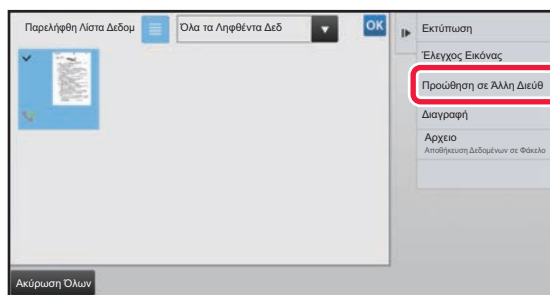 Παρελήφθη Λίστα Δεδομ
Όλα τα Ληφθέντα Δεδ
OK
Εκτύπωση
Έλεγχος Εικόνας
Προώθηση σε Άλλη Διεύθ
Διαγραφή
Αρχειο
Αποθήκευση Δεδομένων σε Φάκελο
Ακύρωση Όλων